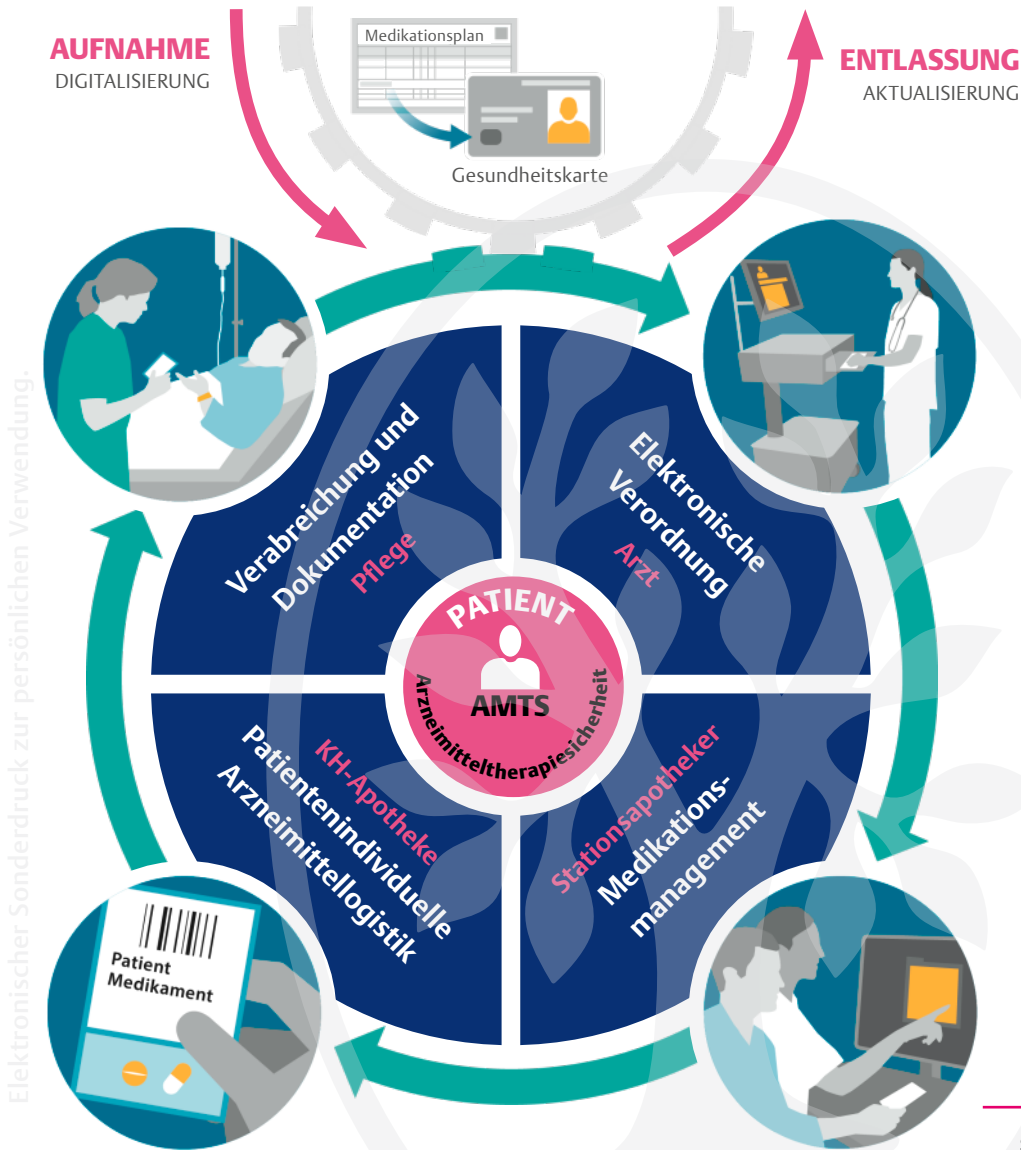 AUFNAHME
DIGITALISIERUNG
Medikationsplan
Gesundheitskarte
ENTLASSUNG
AKTUALISIERUNG
Verabreichung und
Dokumentation
Pflege
Elektronische
Verordnung
Arzt
PATIENT
AMTS
Arzneimitteltherapiesicherheit
KH-Apotheke
Patientenindividuelle
Arzneimittellogistik
Stationsapotheker
Medikations-
management
Patient
Medikament
Elektronischer Sonderdruck zur persönlichen Verwendung.